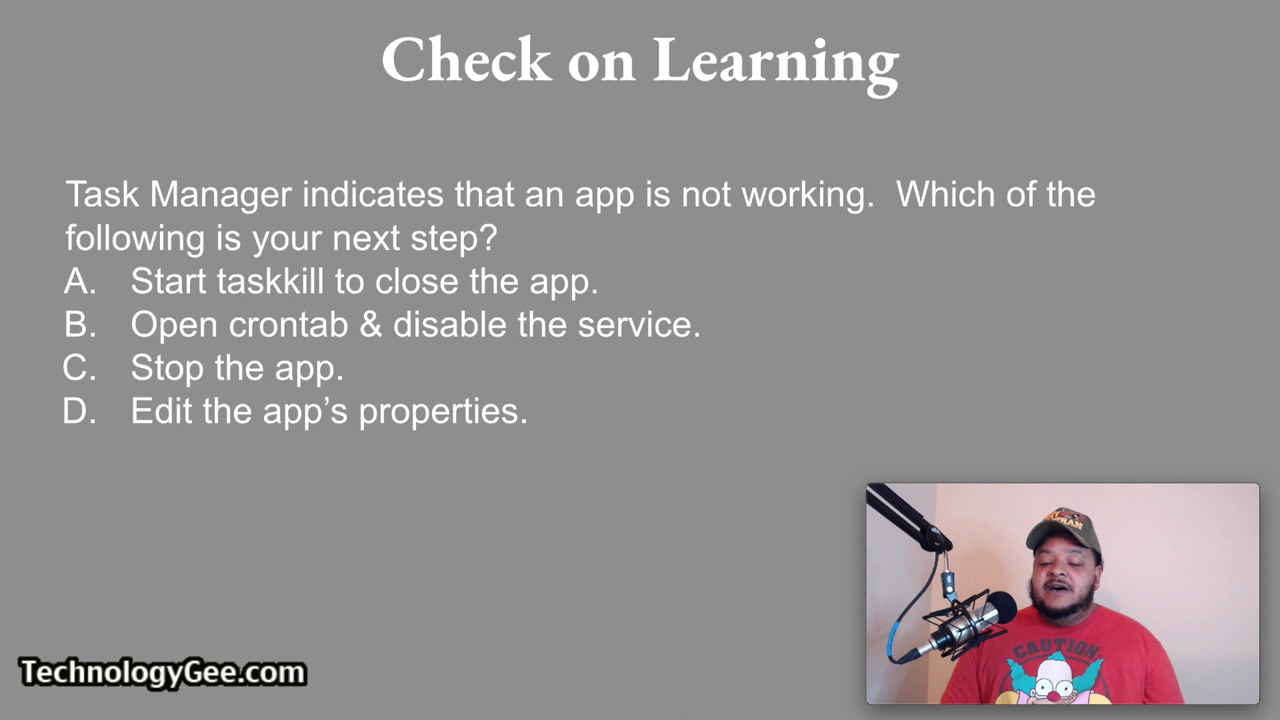 Check on Learning
Task Manager indicates that an app is not working.  Which of the
following is your next step?
A. Start taskkill to close the app.
B. Open crontab & disable the service.
C. Stop the app.
D. Edit the app’s properties.
CAUTION
TechnologyGee.com